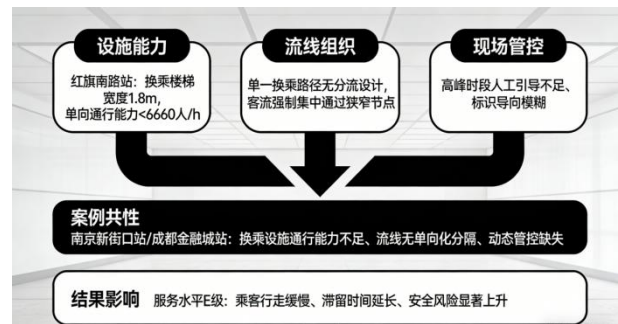 设施能力
红旗南路站：换乘楼梯
宽度1.8m，
单向通行能力<6660人/h
流线组织
单一换乘路径无分流设计，
客流强制集中通过狭窄节点
现场管控
高峰时段人工引导不足、
标识导向模糊
案例共性
南京新街口站/成都金融城站：换乘设施通行能力不足、流线无单向化分隔、动态管控缺失
结果影响 服务水平E级：乘客行走缓慢、滞留时间延长、安全风险显著上升